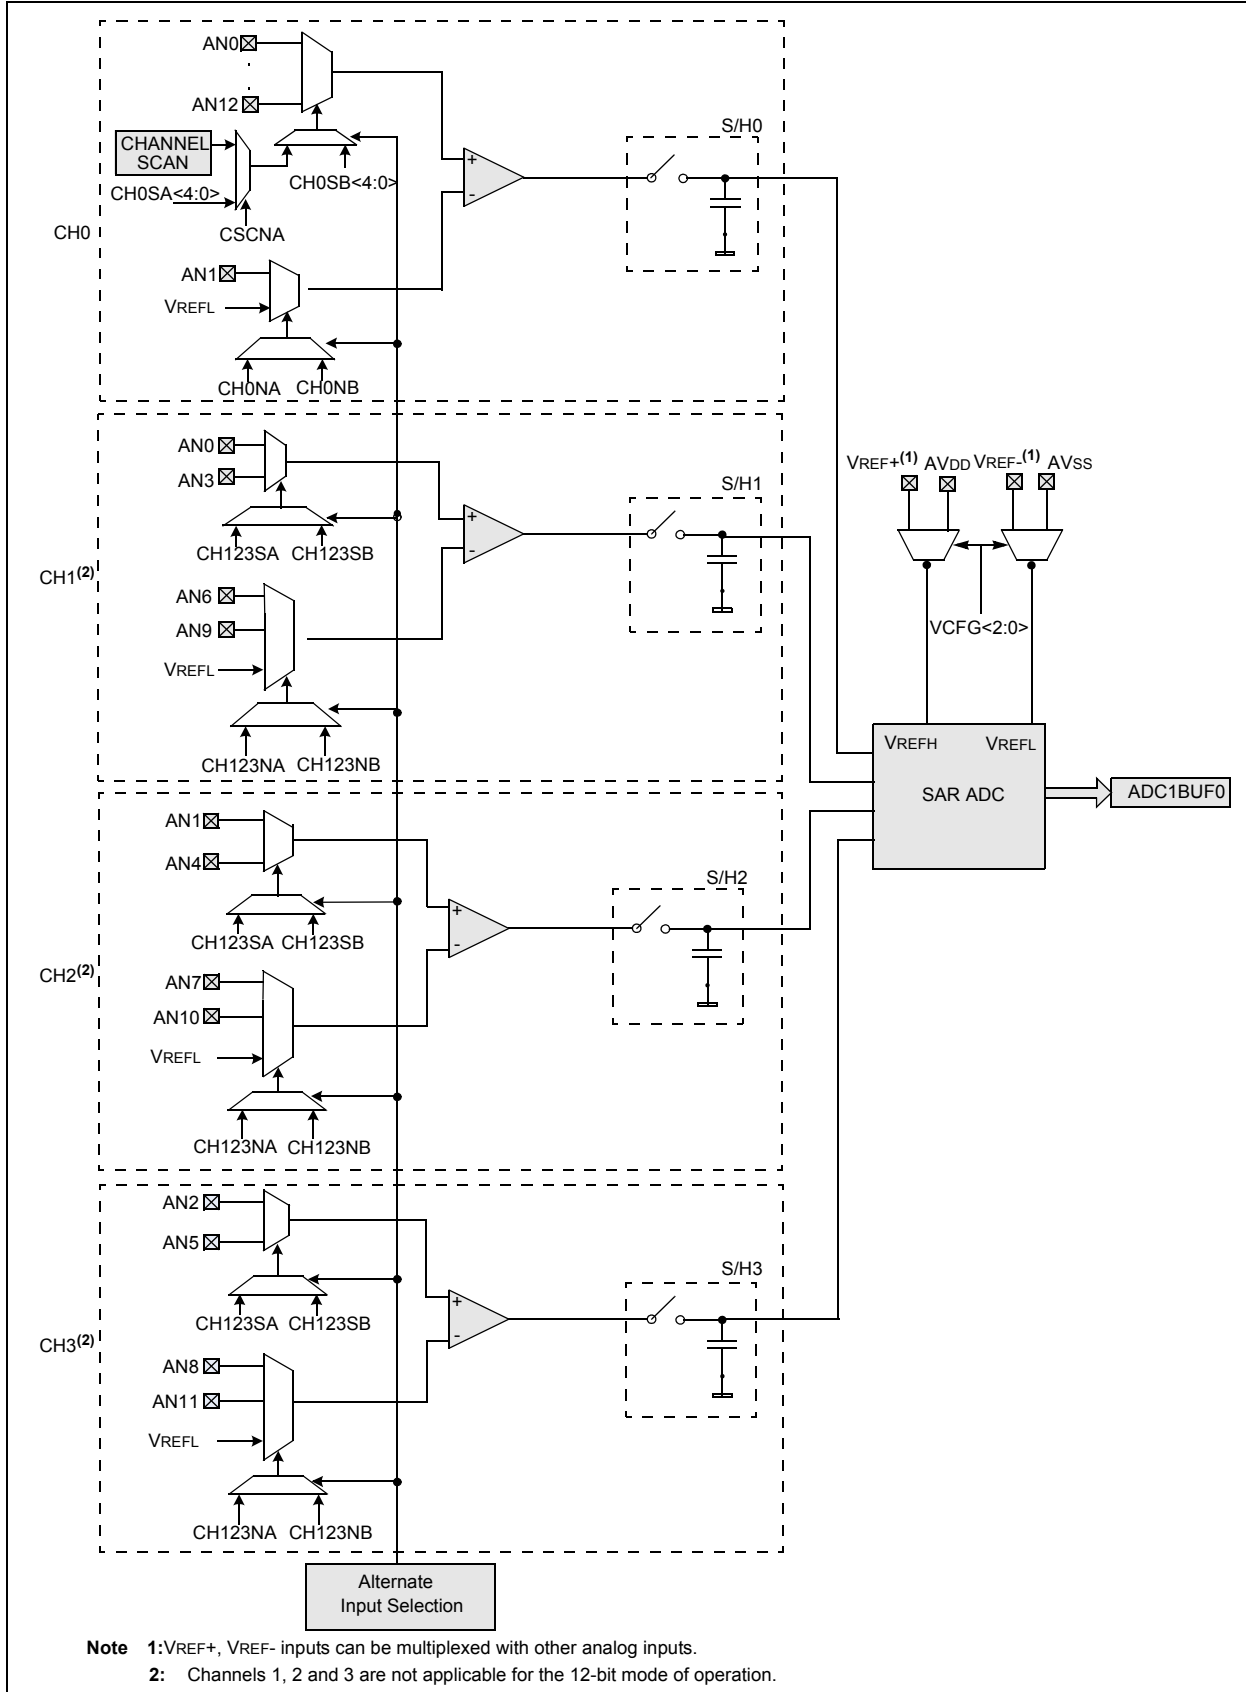 AN0
AN12
CHANNEL
SCAN
CH0SA<4:0>
CH0SB<4:0>
CSCNA
+
-
S/H0
CH0
AN1
VREFL
CH0NA CH0NB
AN0
AN3
CH123SA CH123SB
+
-
S/H1
CH1(2)
AN6
AN9
VREFL
CH123NA CH123NB
VREF+(1) AVDD VREF-(1) AVSS
VCFG<2:0>
VREFH VREFL
SAR ADC
ADC1BUF0
AN1
AN4
CH123SA CH123SB
+
-
S/H2
CH2(2)
AN7
AN10
VREFL
CH123NA CH123NB
AN2
AN5
CH123SA CH123SB
+
-
S/H3
CH3(2)
AN8
AN11
VREFL
CH123NA CH123NB
Alternate
Input Selection
Note 1:VREF+, VREF- inputs can be multiplexed with other analog inputs.
2: Channels 1, 2 and 3 are not applicable for the 12-bit mode of operation.